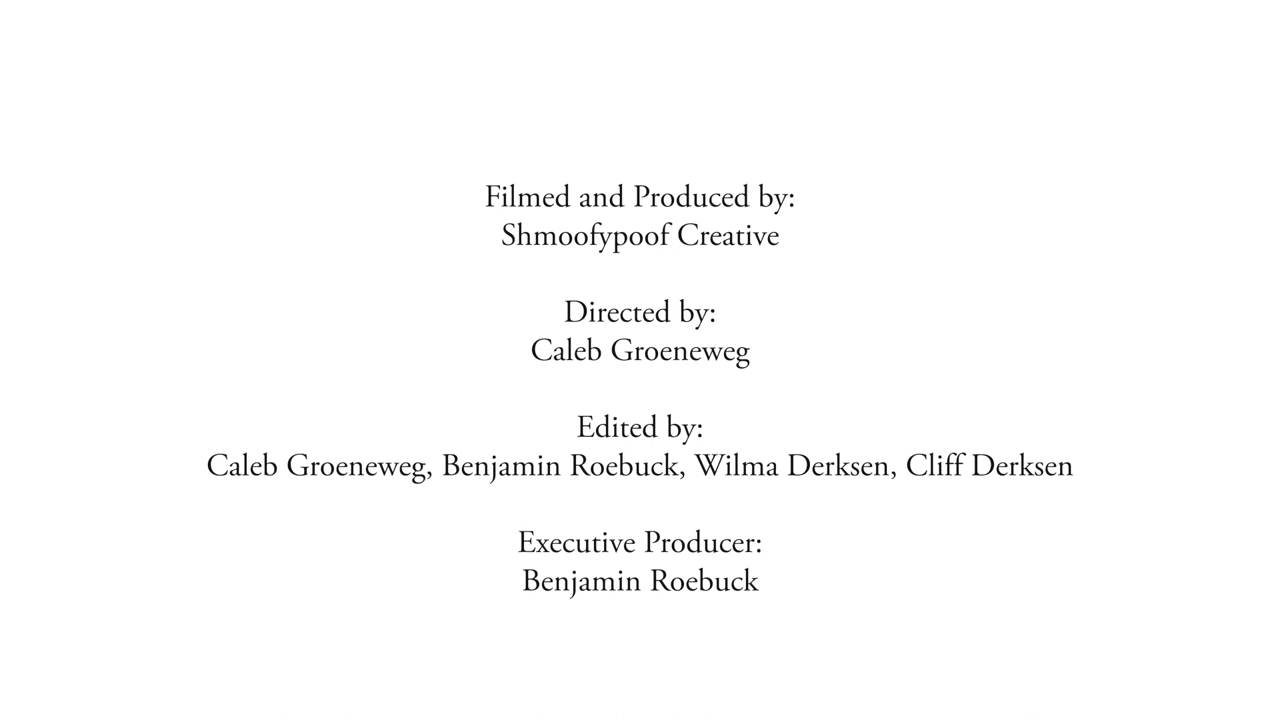 Filmed and Produced by:
Shmoofypoof Creative
Directed by:
Caleb Groeneweg
Edited by:
Caleb Groeneweg, Benjamin Roebuck, Wilma Derksen, Cliff Derksen
Executive Producer:
Benjamin Roebuck